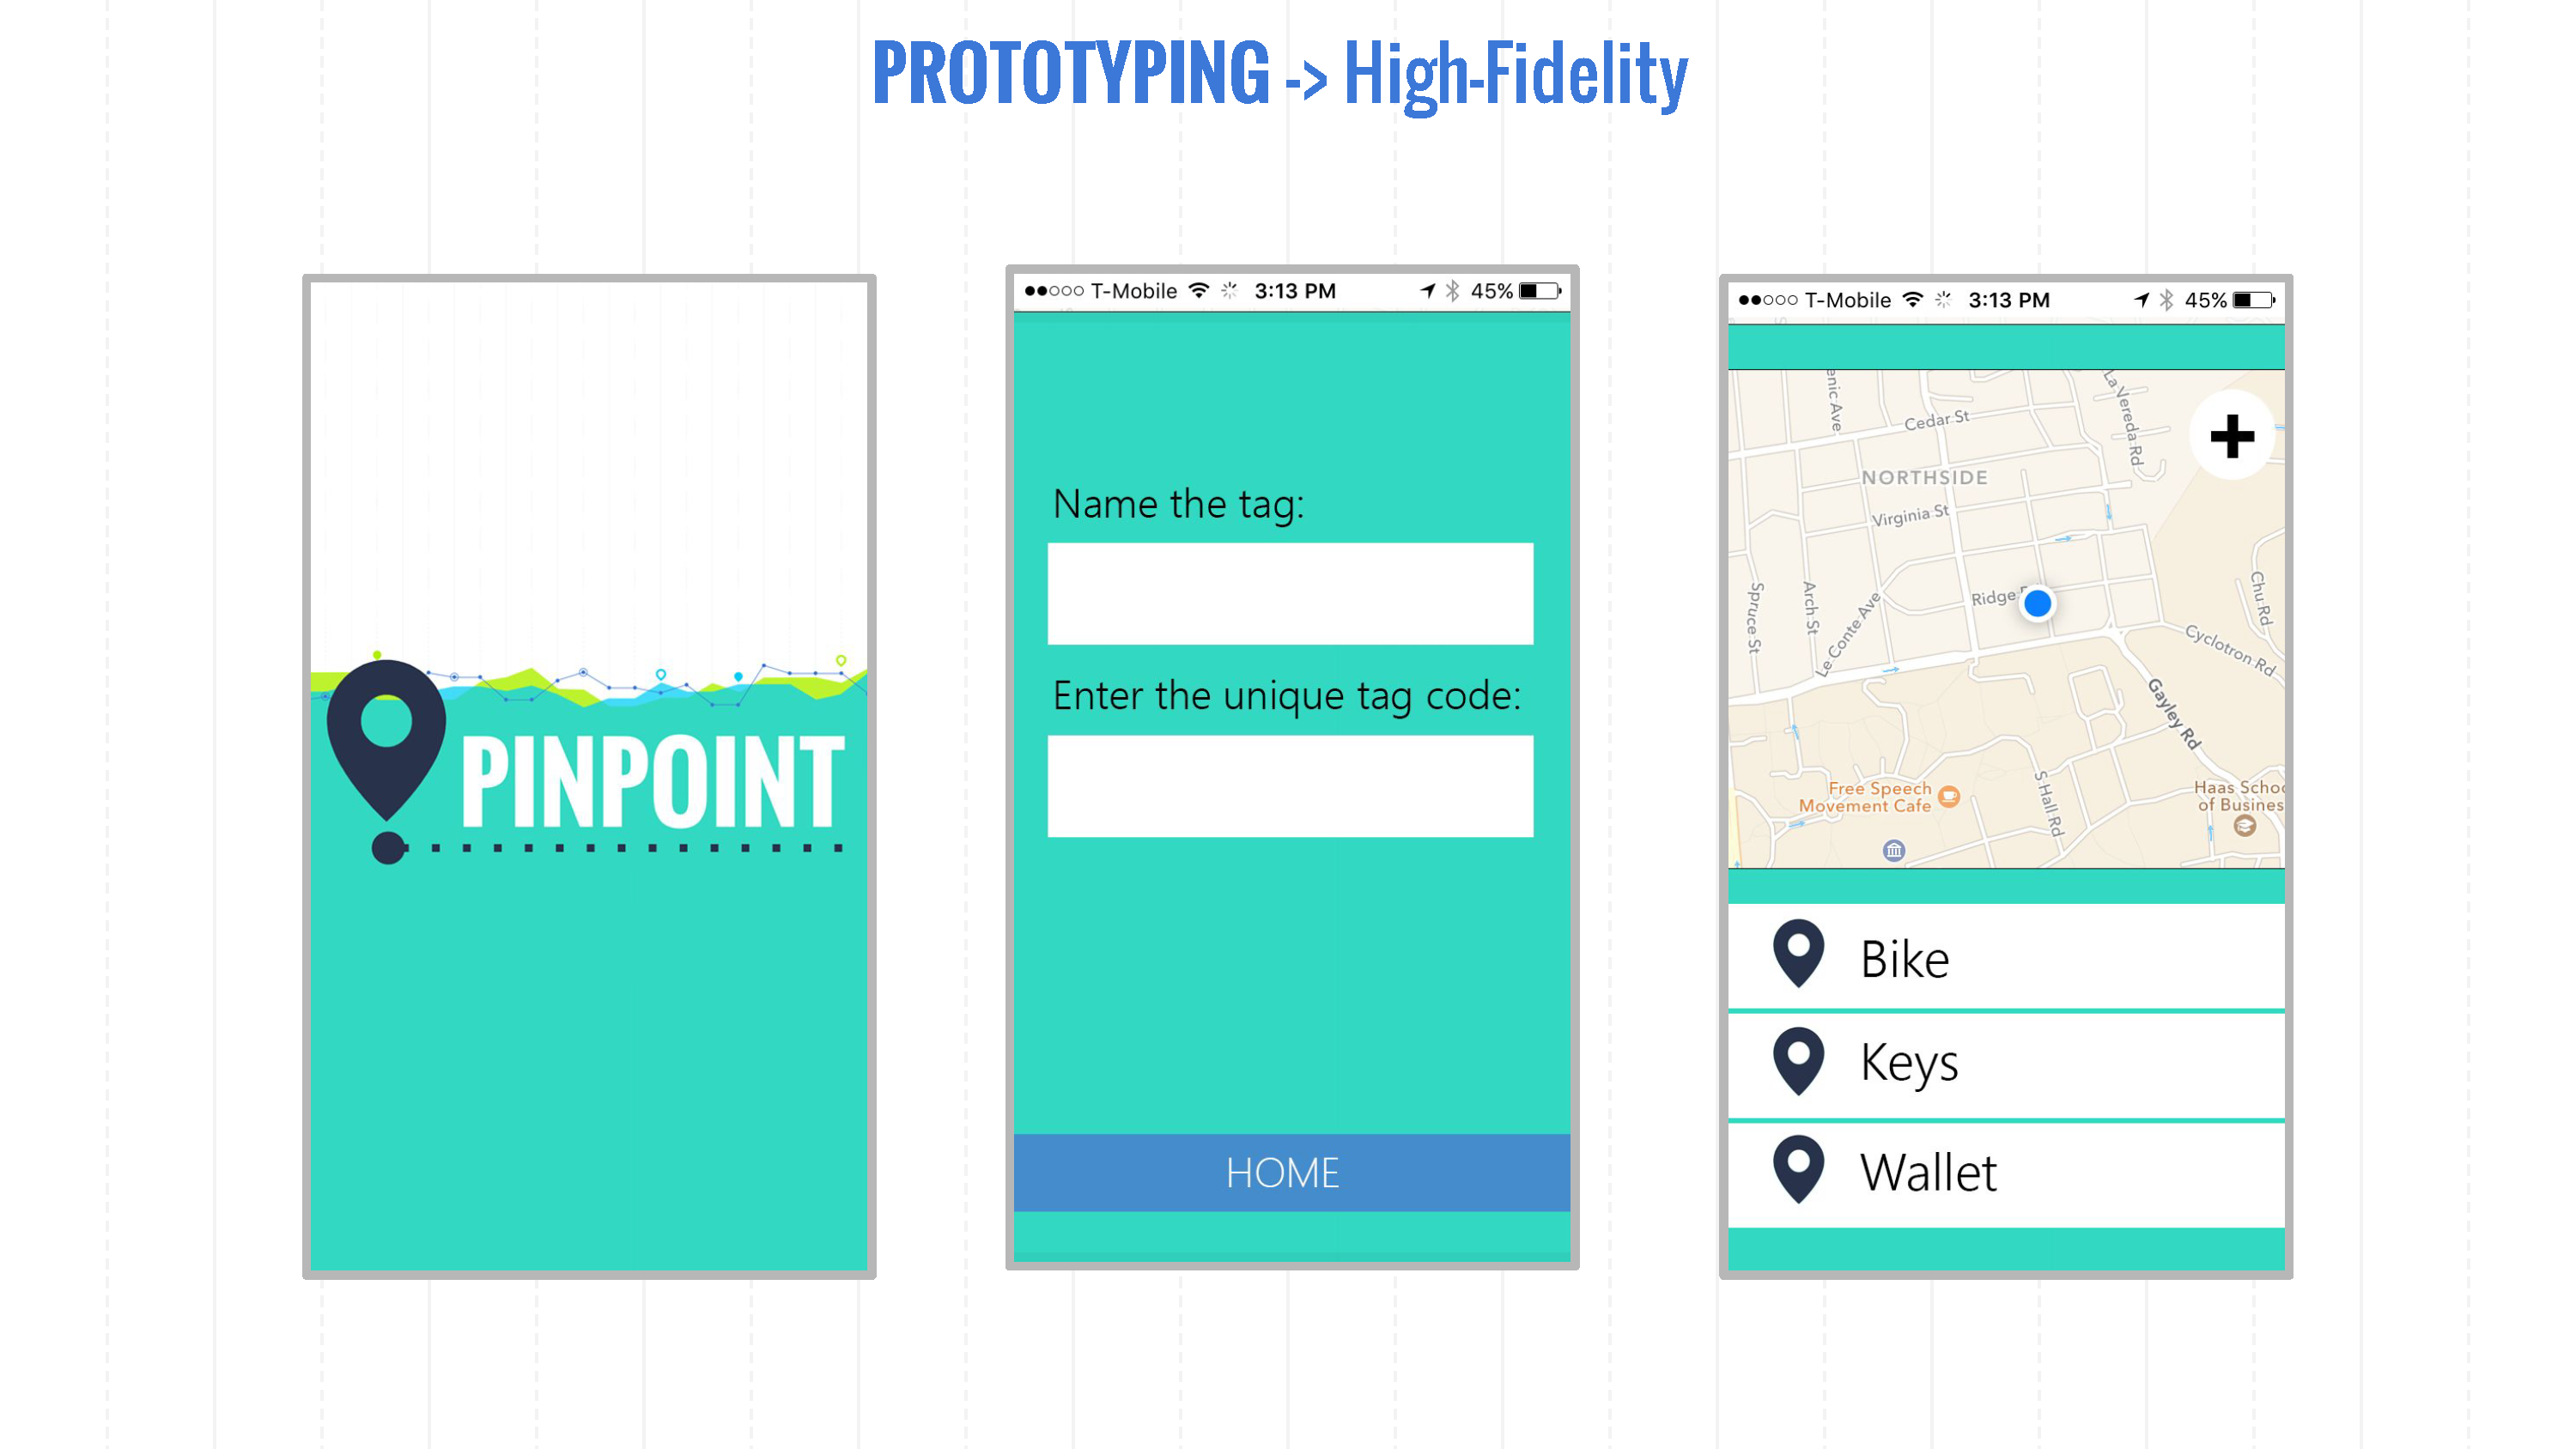 PROTOTYPING -> High-Fidelity
PINPOINT
T-Mobile 3:13 PM 45%
Name the tag:
Enter the unique tag code:
HOME
T-Mobile 3:13 PM 45%
enic Ave
Cedar St
La Vereda Rd
+
NORTHSIDE
Virginia St
Spruce St
Arch St
Le Conte Ave
Ridge
Chu Rd
Cyclotron Rd
Gayley Rd
S Hall Rd
Free Speech
Movement Cafe
Haas Schoo
of Busines
Bike
Keys
Wallet